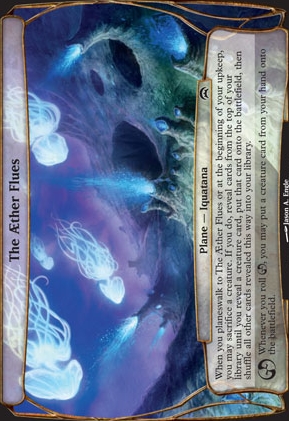 The Æther Flues
Plane — Iquatana
When you planeswalk to The Æther Flues or at the beginning of your upkeep,
you may sacrifice a creature. If you do, reveal cards from the top of your
library until you reveal a creature card, put that card onto the battlefield, then
shuffle all other cards revealed this way into your library.
Whenever you roll , you may put a creature card from your hand onto
the battlefield.
Jason A. Engle